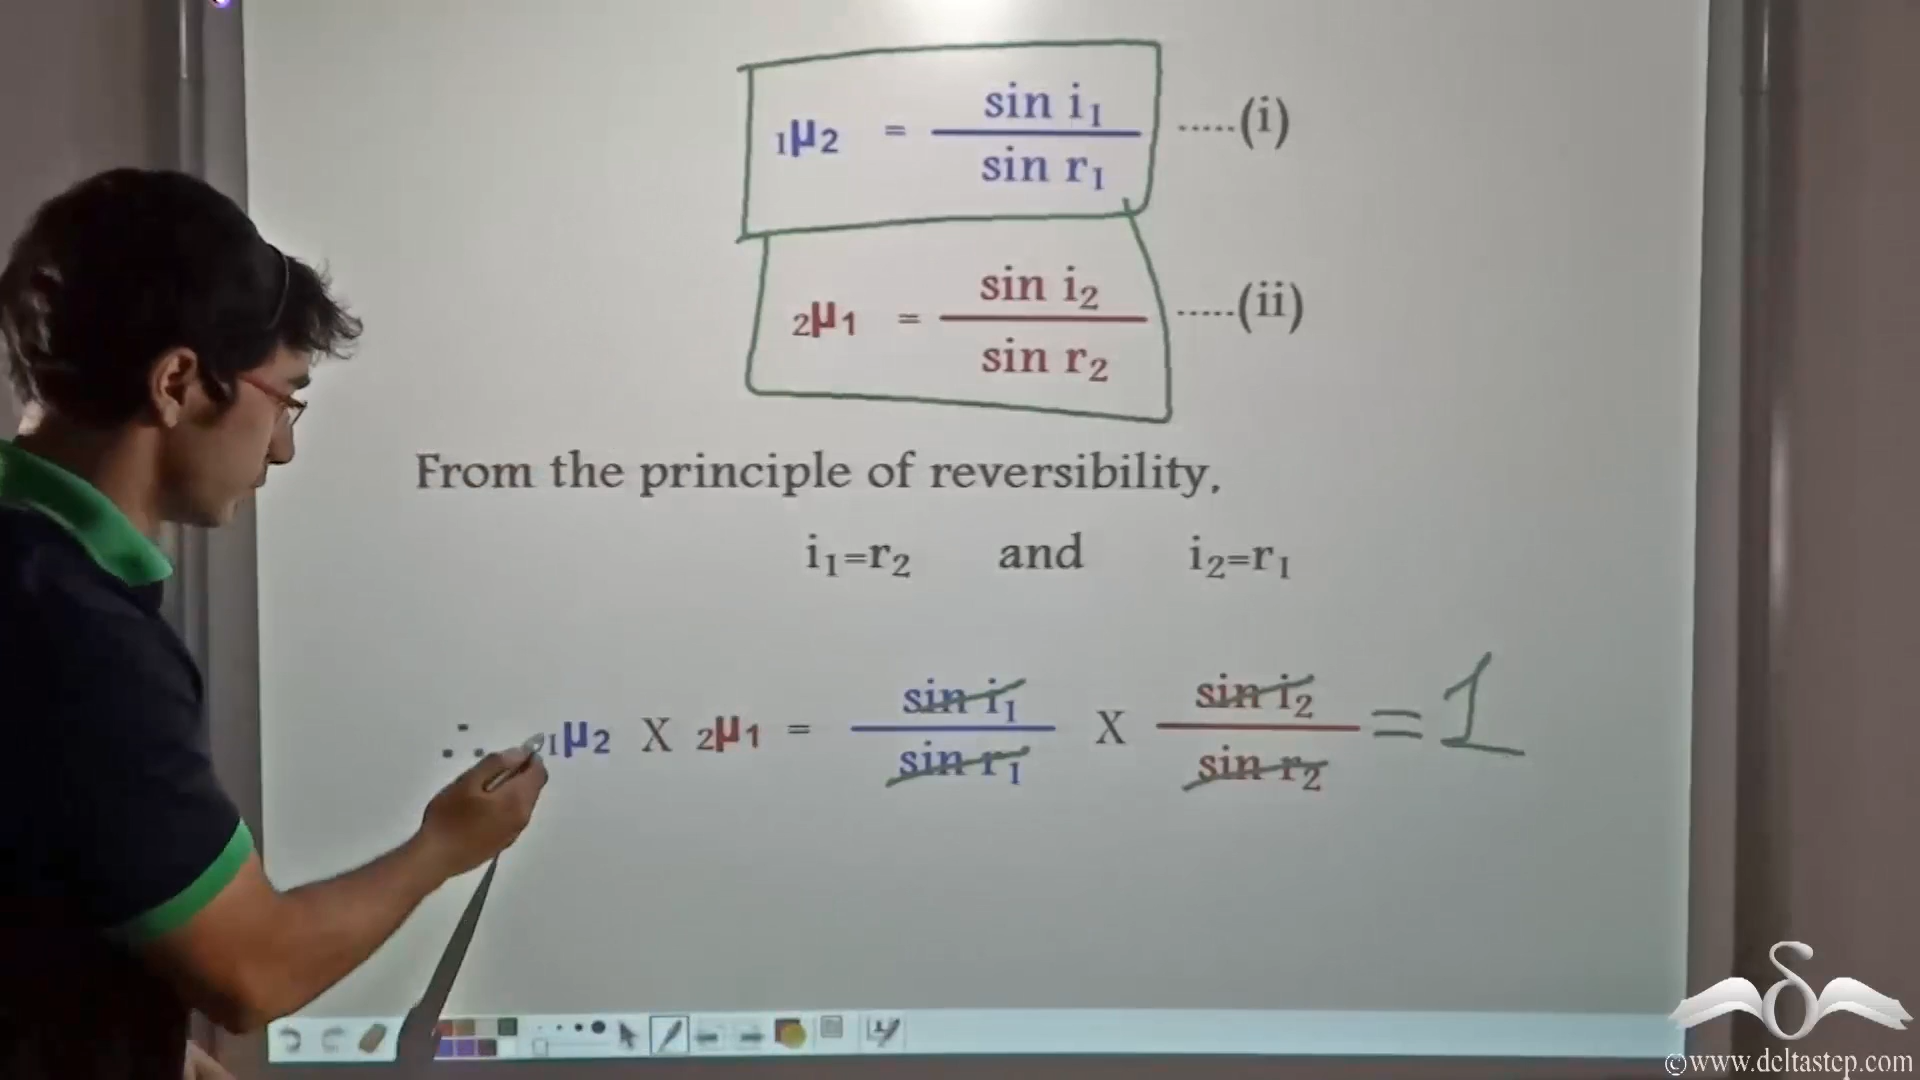 ₁μ₂ = sin i₁ / sin r₁ .....(i)
₂μ₁ = sin i₂ / sin r₂ .....(ii)
From the principle of reversibility,
i₁=r₂ and i₂=r₁
∴ ₁μ₂ X ₂μ₁ = sin i₁ / sin r₁ X sin i₂ / sin r₂ = 1
©www.deltastep.com